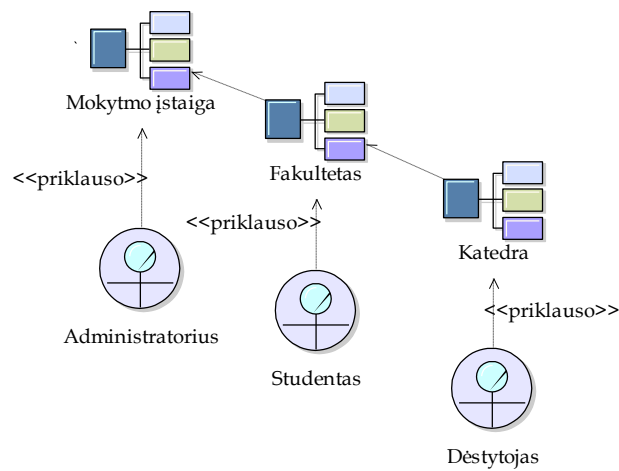 Mokytmo įstaiga
Fakultetas
<<priklauso>>
<<priklauso>>
Katedra
<<priklauso>>
Administratorius
Studentas
Dėstytojas